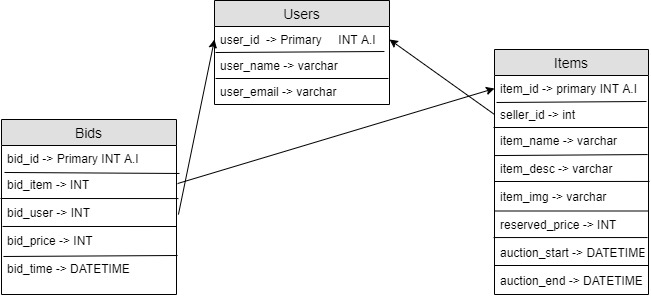 Users
user_id -> Primary INT A.I
user_name -> varchar
user_email -> varchar
Items
item_id -> primary INT A.I
seller_id -> int
item_name -> varchar
item_desc -> varchar
item_img -> varchar
reserved_price -> INT
auction_start -> DATETIME
auction_end -> DATETIME
Bids
bid_id -> Primary INT A.I
bid_item -> INT
bid_user -> INT
bid_price -> INT
bid_time -> DATETIME